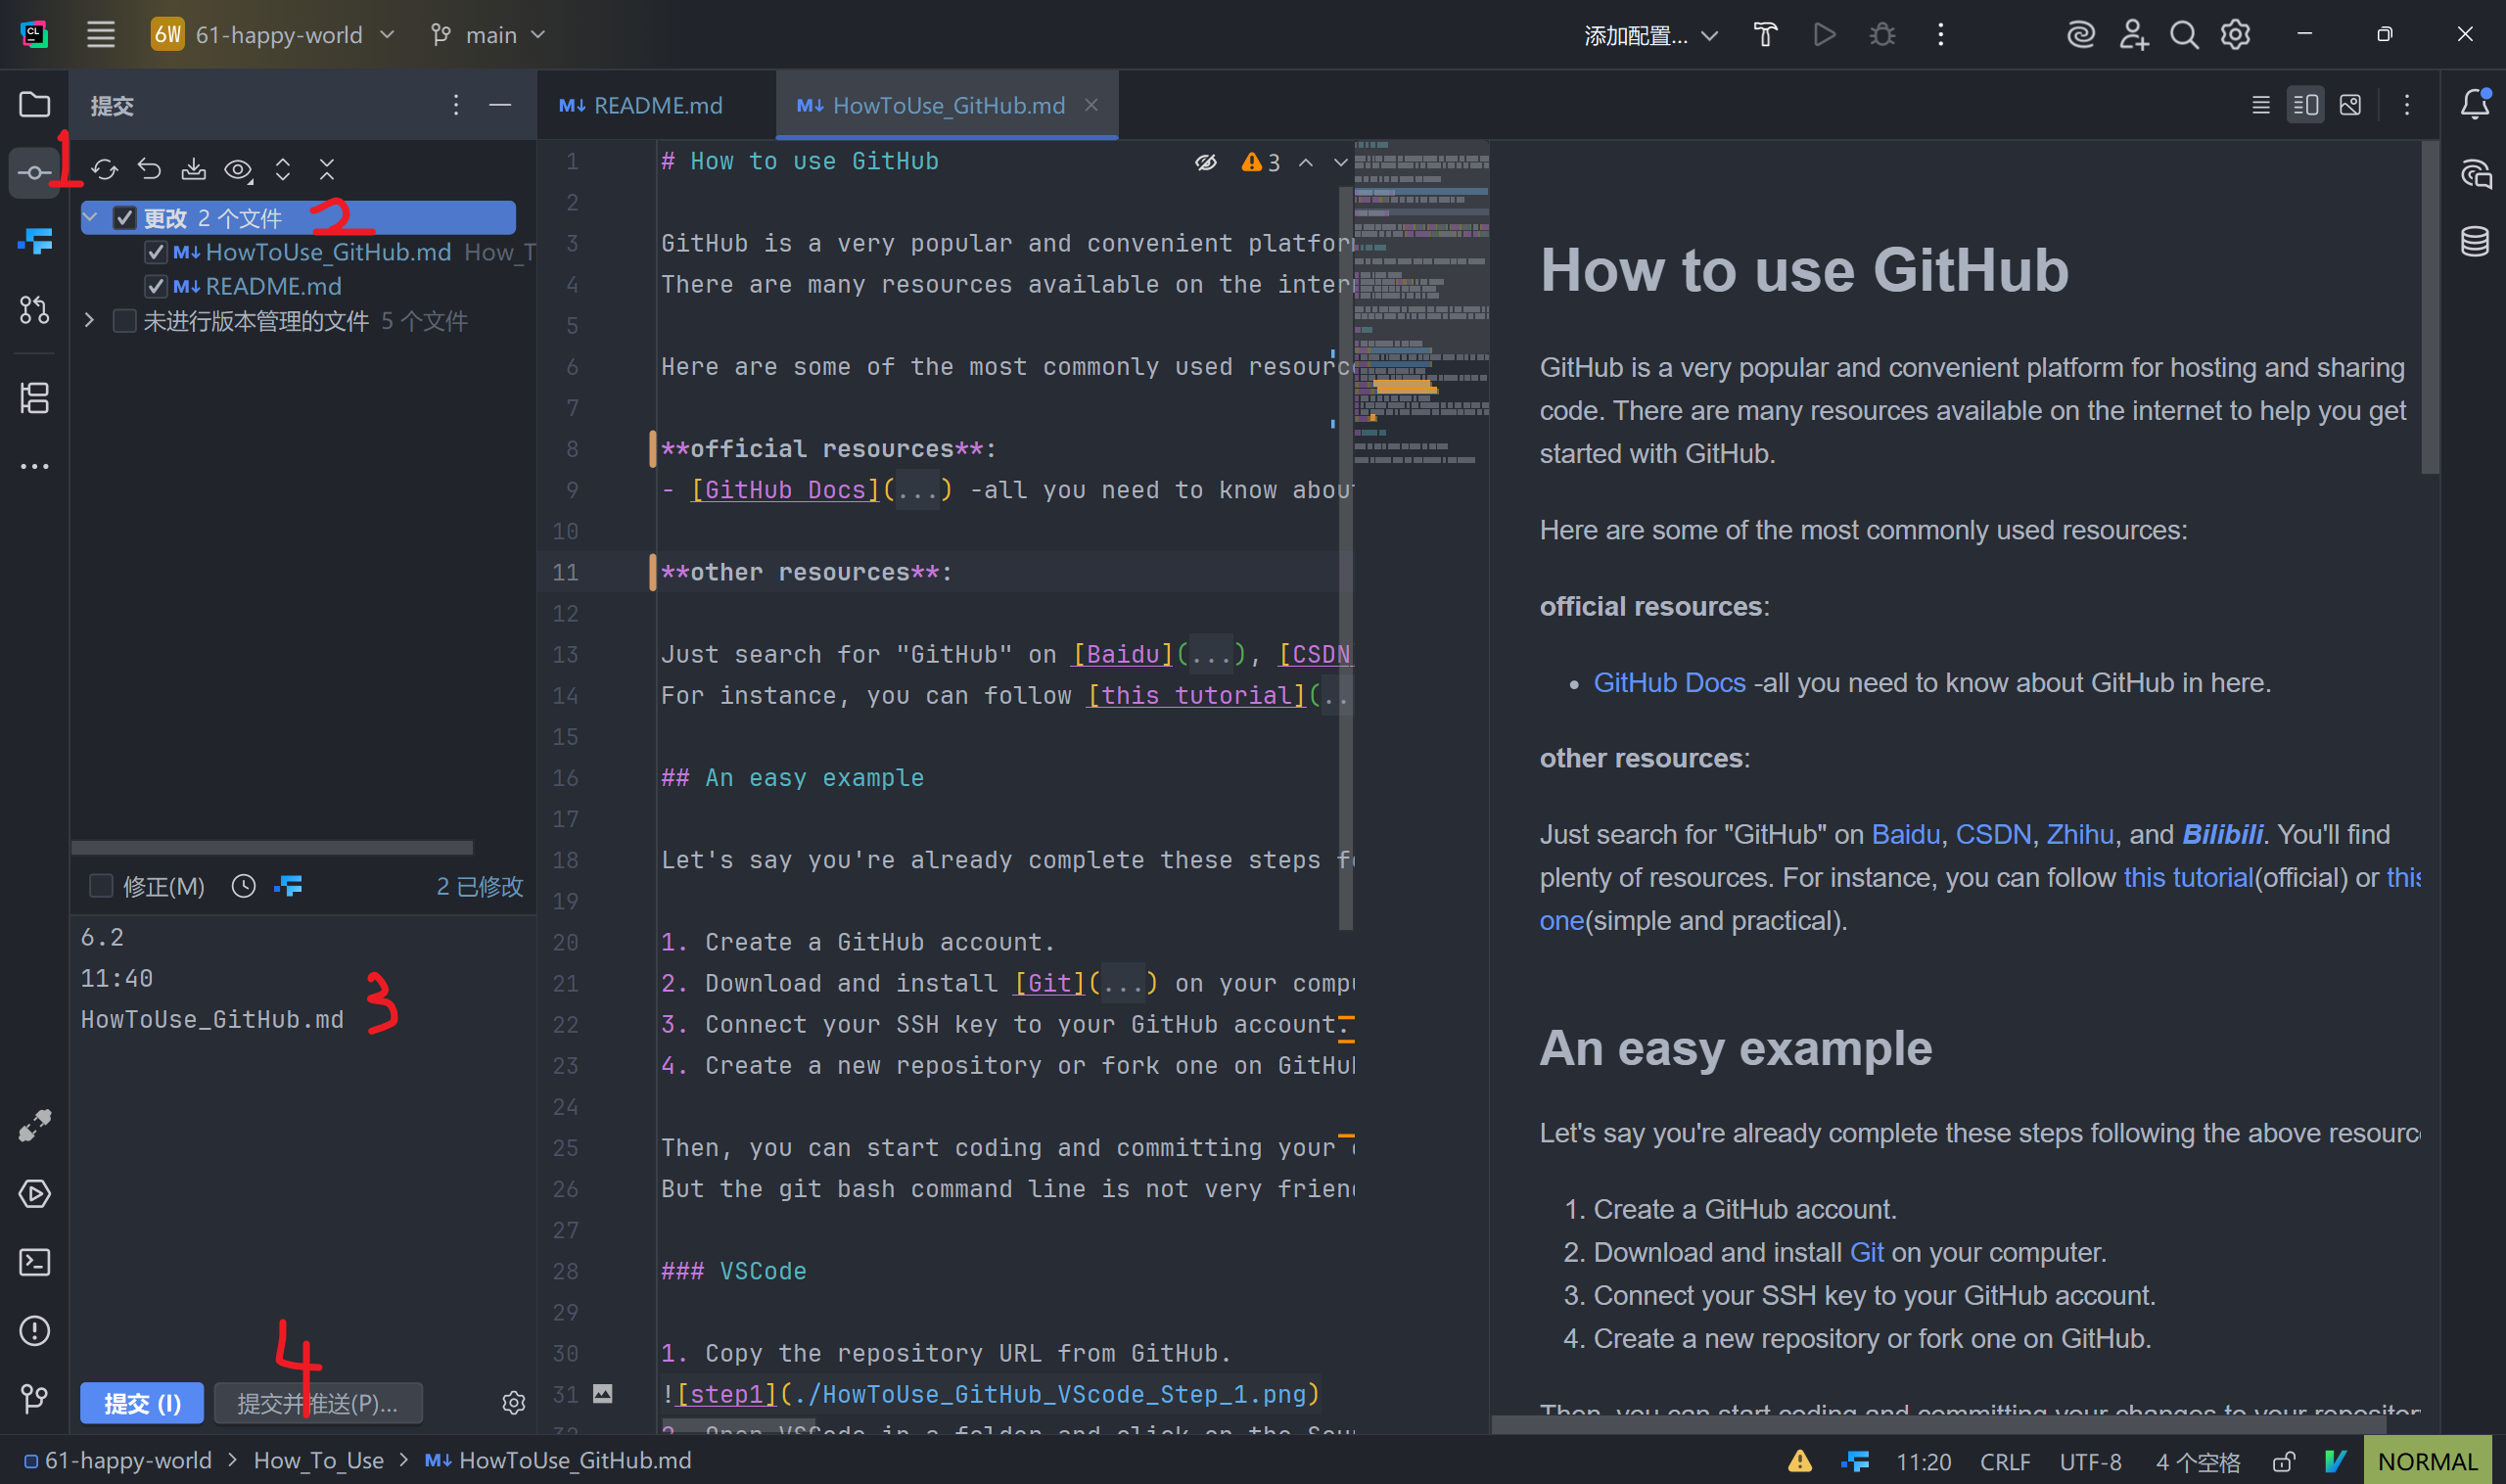 CL
6W 61-happy-world main 添加配置...
提交
README.md
HowToUse_GitHub.md
1
更改 2 个文件
2
HowToUse_GitHub.md How_T
README.md
未进行版本管理的文件 5 个文件
修正(M) 2 已修改
6.2
11:40
HowToUse_GitHub.md
3
4
提交 (I) 提交并推送(P)...
3
1 # How to use GitHub
2
3 GitHub is a very popular and convenient platfor
4 There are many resources available on the inter
5
6 Here are some of the most commonly used resourc
7
8 **official resources**:
9 - [GitHub Docs](...) -all you need to know abou
10
11 **other resources**:
12
13 Just search for "GitHub" on [Baidu](...), [CSDN
14 For instance, you can follow [this tutorial](..
15
16 ## An easy example
17
18 Let's say you're already complete these steps f
19
20 1. Create a GitHub account.
21 2. Download and install [Git](...) on your comp
22 3. Connect your SSH key to your GitHub account.
23 4. Create a new repository or fork one on GitHu
24
25 Then, you can start coding and committing your
26 But the git bash command line is not very frien
27
28 ### VSCode
29
30 1. Copy the repository URL from GitHub.
31 ![step1](./HowToUse_GitHub_VScode_Step_1.png)
How to use GitHub
GitHub is a very popular and convenient platform for hosting and sharing
code. There are many resources available on the internet to help you get
started with GitHub.
Here are some of the most commonly used resources:
official resources:
• GitHub Docs -all you need to know about GitHub in here.
other resources:
Just search for "GitHub" on Baidu, CSDN, Zhihu, and Bilibili. You'll find
plenty of resources. For instance, you can follow this tutorial(official) or this
one(simple and practical).
An easy example
Let's say you're already complete these steps following the above resourc
1. Create a GitHub account.
2. Download and install Git on your computer.
3. Connect your SSH key to your GitHub account.
4. Create a new repository or fork one on GitHub.
Then, you can start coding and committing your changes to your repositor
61-happy-world > How_To_Use > HowToUse_GitHub.md
11:20 CRLF UTF-8 4 个空格 NORMAL